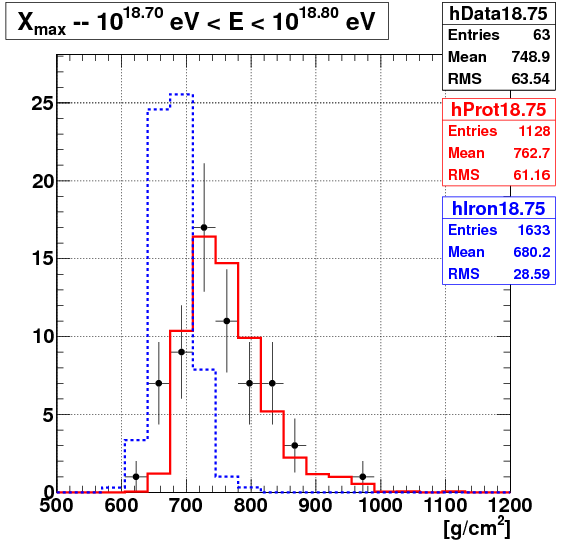 X_max -- 10^18.70 eV < E < 10^18.80 eV
hData18.75
Entries 63
Mean 748.9
RMS 63.54
hProt18.75
Entries 1128
Mean 762.7
RMS 61.16
hIron18.75
Entries 1633
Mean 680.2
RMS 28.59
25
20
15
10
5
0
500 600 700 800 900 1000 1100 1200
[g/cm²]